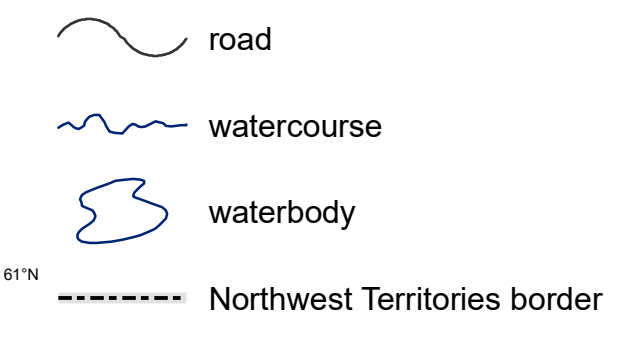 road
watercourse
waterbody
61°N
Northwest Territories border